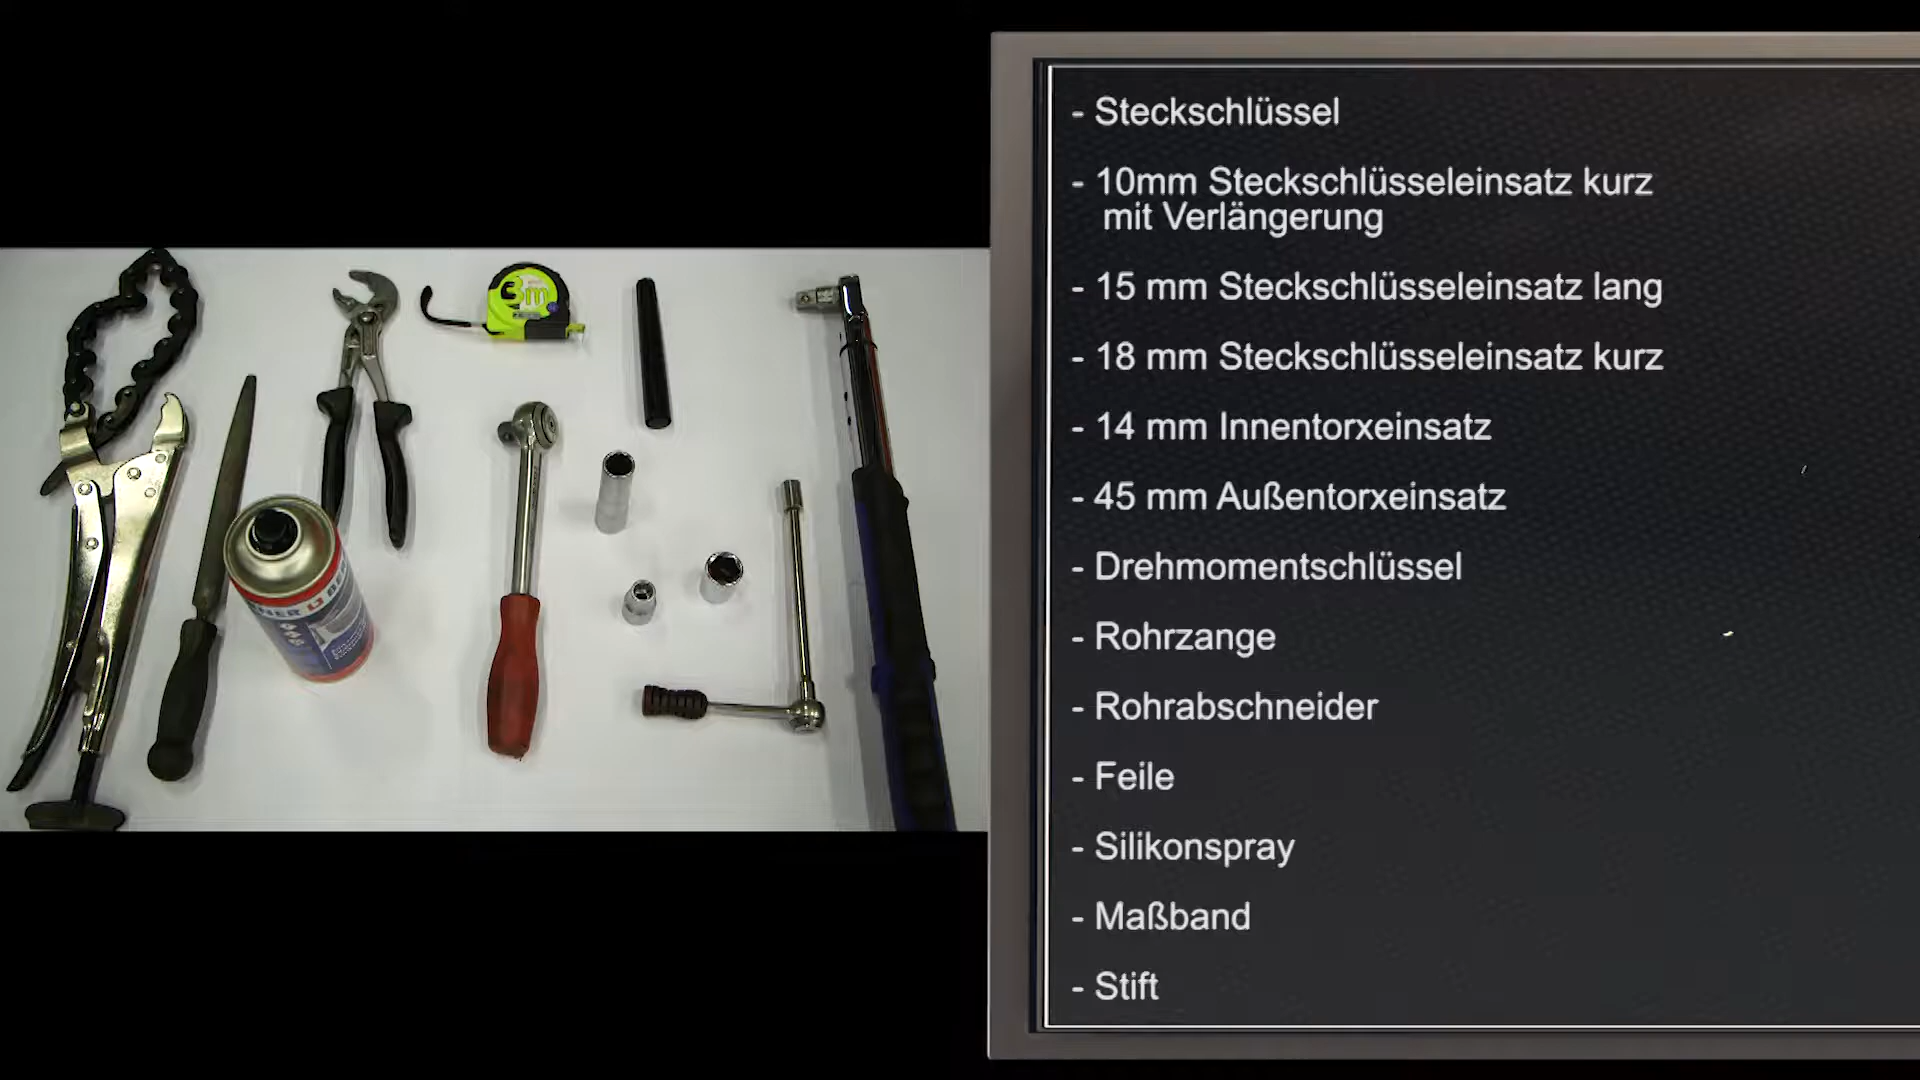 3m
- Steckschlüssel
- 10mm Steckschlüsseleinsatz kurz
mit Verlängerung
- 15 mm Steckschlüsseleinsatz lang
- 18 mm Steckschlüsseleinsatz kurz
- 14 mm Innentorxeinsatz
- 45 mm Außentorxeinsatz
- Drehmomentschlüssel
- Rohrzange
- Rohrabschneider
- Feile
- Silikonspray
- Maßband
- Stift